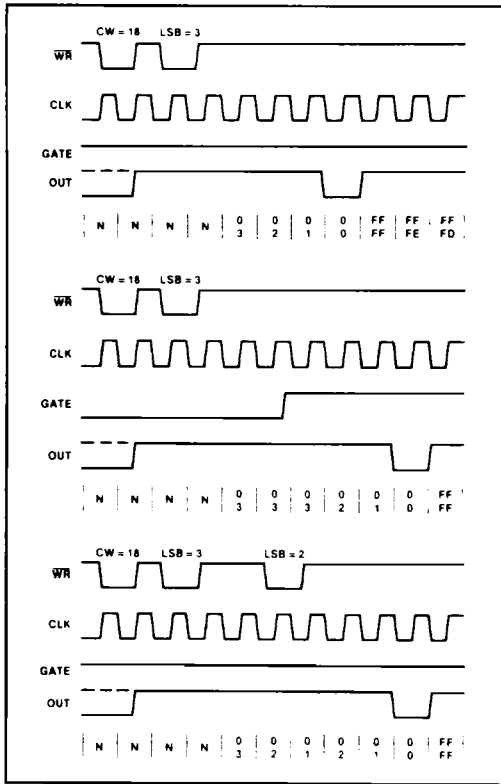 CW = 18 LSB = 3
WR
CLK
GATE
OUT
N N N N 0 0 0 0 FF FF FF
3 2 1 0 FF FE FD
CW = 18 LSB = 3
WR
CLK
GATE
OUT
N N N N 0 0 0 0 0 0 FF
3 3 3 2 1 0 FF
CW = 18 LSB = 3 LSB = 2
WR
CLK
GATE
OUT
N N N N 0 0 0 0 0 0 FF
3 2 1 2 1 0 FF